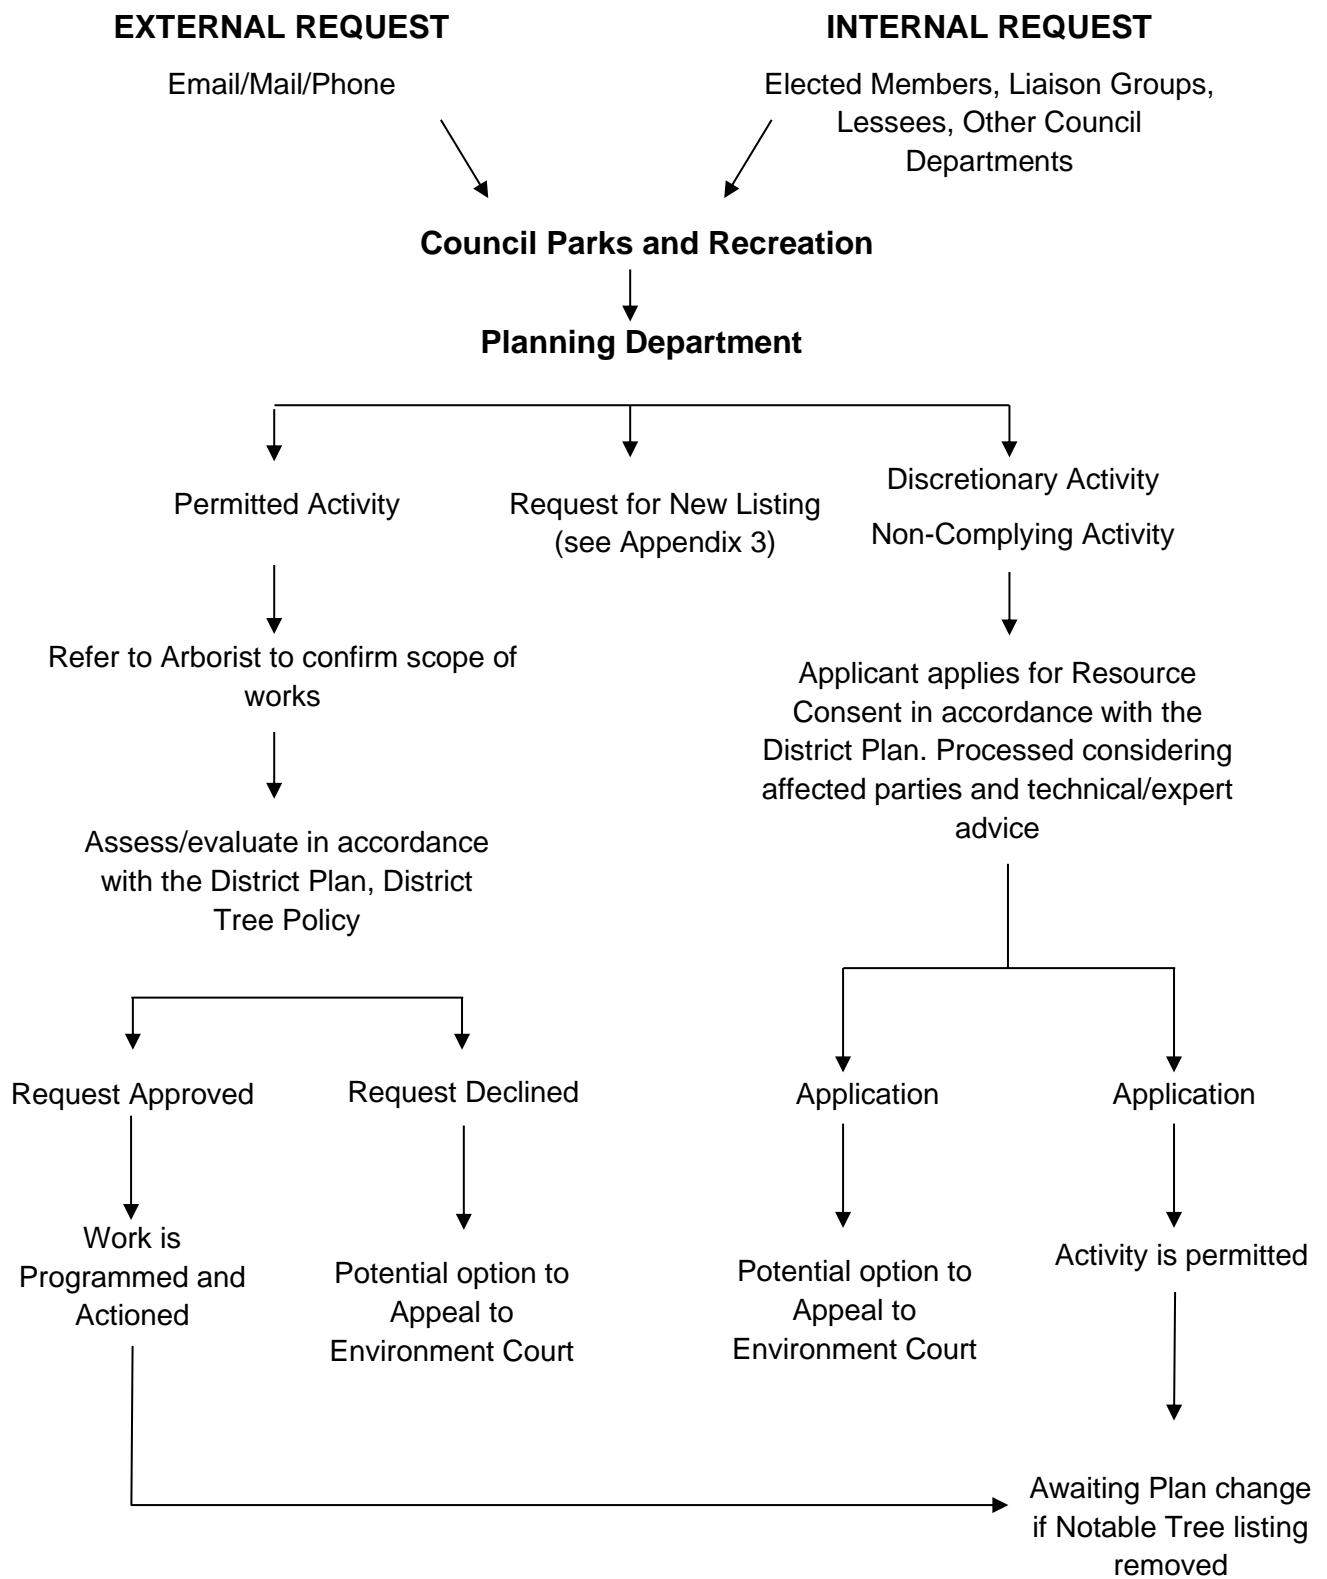 EXTERNAL REQUEST
INTERNAL REQUEST
Email/Mail/Phone
Elected Members, Liaison Groups,
Lessees, Other Council
Departments
Council Parks and Recreation
Planning Department
Permitted Activity
Request for New Listing
(see Appendix 3)
Discretionary Activity
Non-Complying Activity
Refer to Arborist to confirm scope of
works
Applicant applies for Resource
Consent in accordance with the
District Plan. Processed considering
affected parties and technical/expert
advice
Assess/evaluate in accordance
with the District Plan, District
Tree Policy
Request Approved
Request Declined
Application
Application
Work is
Programmed and
Actioned
Potential option to
Appeal to
Environment Court
Potential option to
Appeal to
Environment Court
Activity is permitted
Awaiting Plan change
if Notable Tree listing
removed